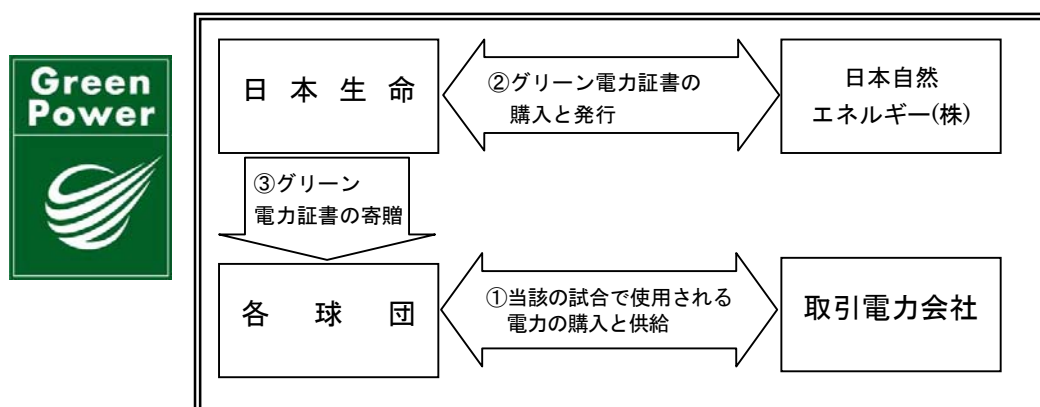 Green
Power
日本生命
②グリーン電力証書の
購入と発行
日本自然
エネルギー(株)
③グリーン
電力証書の寄贈
各球団
①当該の試合で使用される
電力の購入と供給
取引電力会社